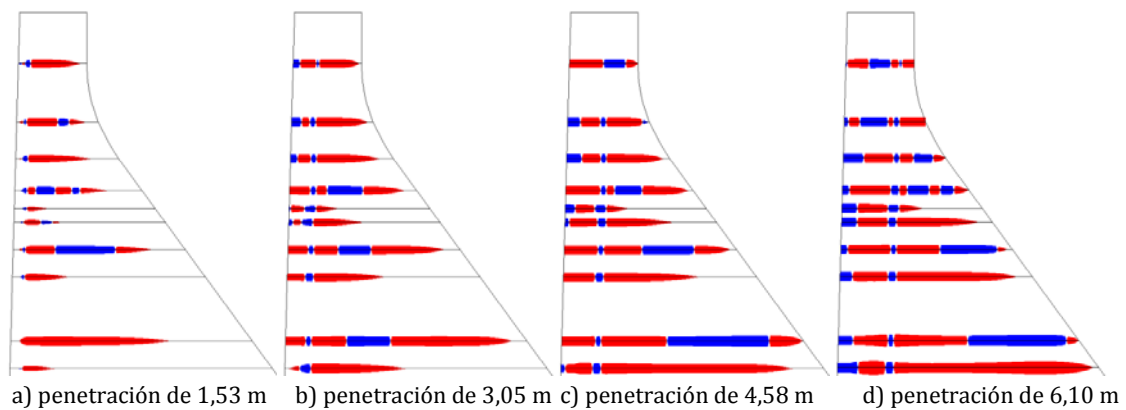 a) penetración de 1,53 m b) penetración de 3,05 m c) penetración de 4,58 m d) penetración de 6,10 m